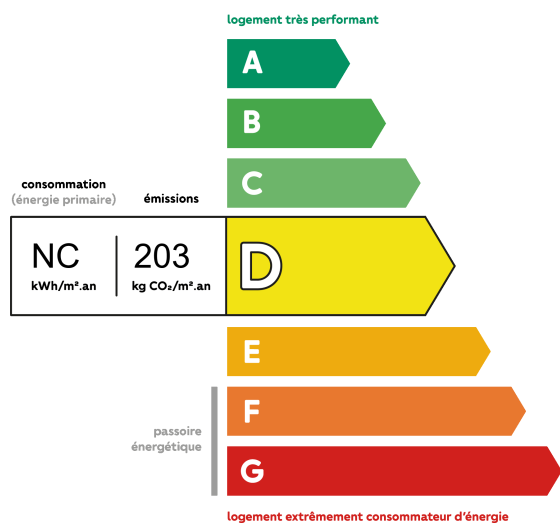 logement très performant
A
B
C
consommation
(énergie primaire)
émissions
NC
203
kWh/m².an
kg CO₂/m².an
D
E
F
passoire
énergétique
G
logement extrêmement consommateur d'énergie